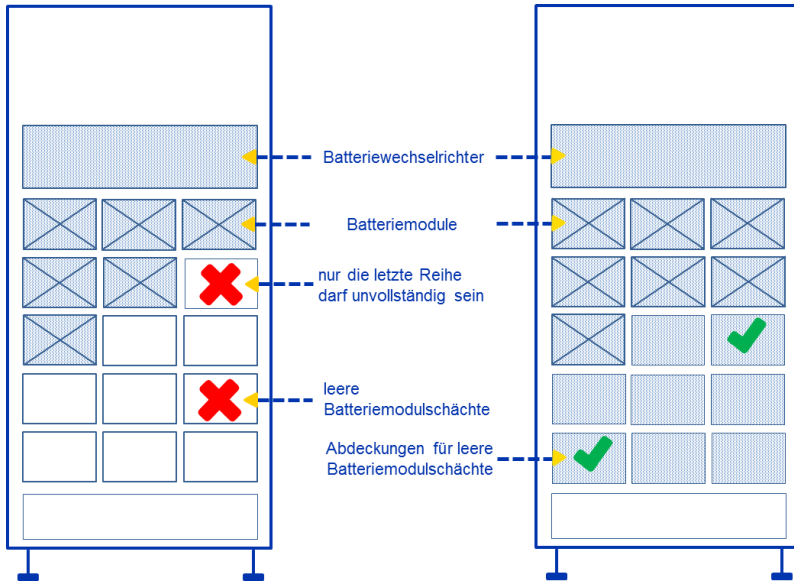 Batteriewechselrichter
Batteriemodule
nur die letzte Reihe
darf unvollständig sein
leere
Batteriemodulschächte
Abdeckungen für leere
Batteriemodulschächte